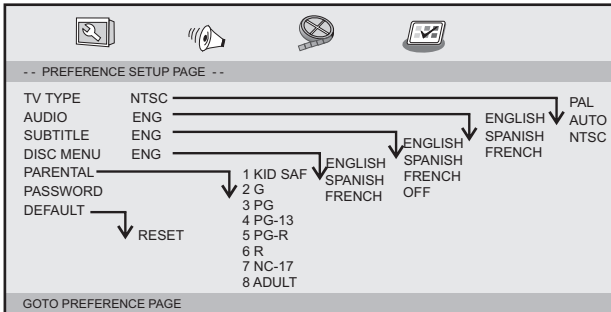 - - PREFERENCE SETUP PAGE - -
TV TYPE NTSC
AUDIO ENG
SUBTITLE ENG
DISC MENU ENG
PARENTAL
PASSWORD
DEFAULT
RESET
1 KID SAF
2 G
3 PG
4 PG-13
5 PG-R
6 R
7 NC-17
8 ADULT
ENGLISH
SPANISH
FRENCH
ENGLISH
SPANISH
FRENCH
OFF
ENGLISH
SPANISH
FRENCH
PAL
AUTO
NTSC
GOTO PREFERENCE PAGE